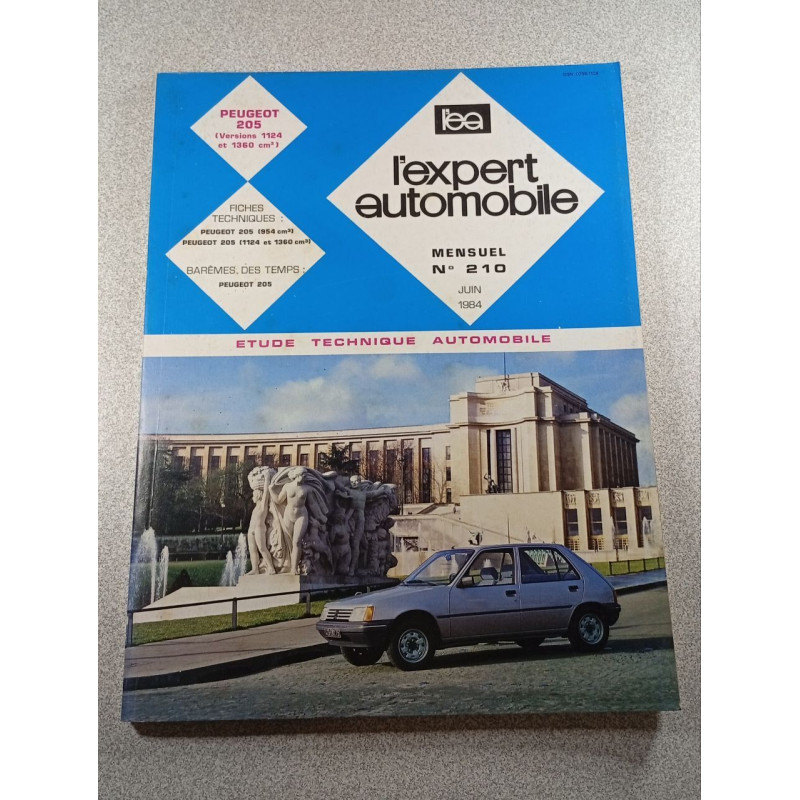 PEUGEOT
205
(Versions 1124
et 1360 cm³)
FICHES
TECHNIQUES :
PEUGEOT 205 (954 cm³)
PEUGEOT 205 (1124 et 1360 cm³)
BARÊMES DES TEMPS :
PEUGEOT 205
l'ea
l'expert
automobile
MENSUEL
N° 210
JUIN
1984
ETUDE TECHNIQUE AUTOMOBILE